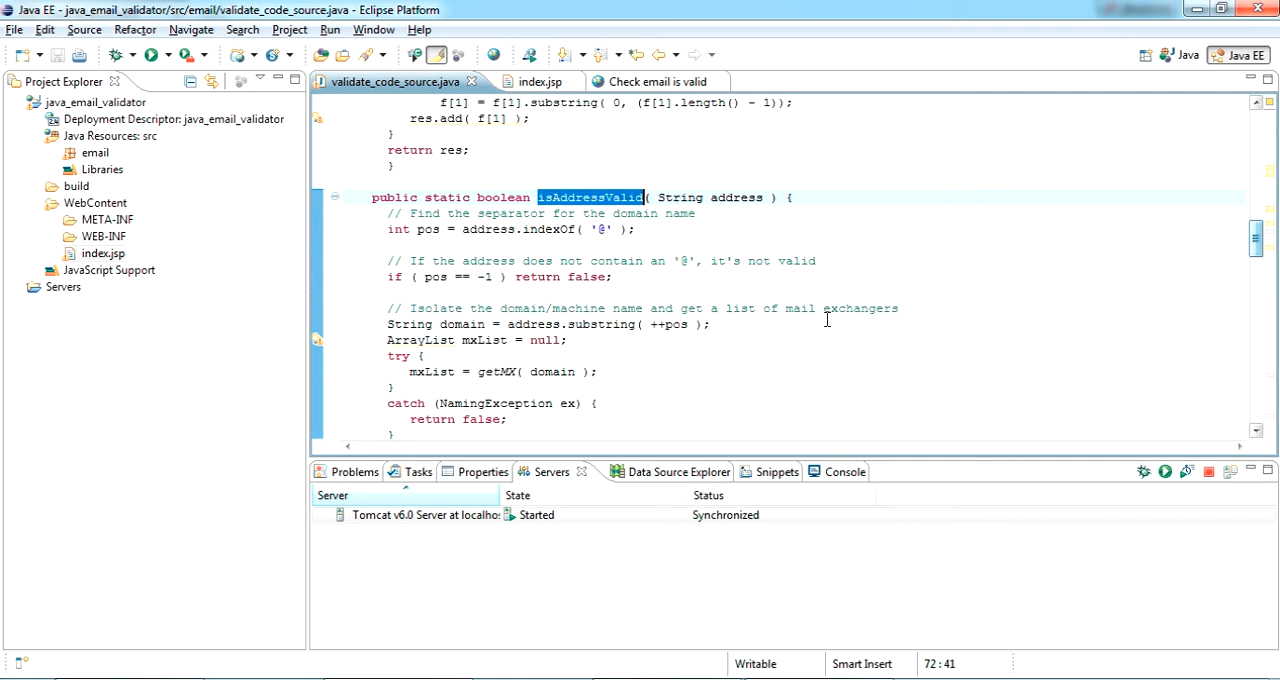 Java EE - java_email_validator/src/email/validate_code_source.java - Eclipse Platform
File Edit Source Refactor Navigate Search Project Run Window Help
Java Java EE
Project Explorer
validate_code_source.java index.jsp Check email is valid
java_email_validator
Deployment Descriptor: java_email_validator
Java Resources: src
email
Libraries
build
WebContent
META-INF
WEB-INF
index.jsp
JavaScript Support
Servers
f[1] = f[1].substring( 0, (f[1].length() - 1));
res.add( f[1] );
}
return res;
}
public static boolean isAddressValid( String address ) {
// Find the separator for the domain name
int pos = address.indexOf( '@' );
// If the address does not contain an '@', it's not valid
if ( pos == -1 ) return false;
// Isolate the domain/machine name and get a list of mail exchangers
String domain = address.substring( ++pos );
ArrayList mxList = null;
try {
mxList = getMX( domain );
}
catch (NamingException ex) {
return false;
}
Problems Tasks Properties Servers Data Source Explorer Snippets Console
Server State Status
Tomcat v6.0 Server at localho: Started Synchronized
Writable Smart Insert 72 : 41